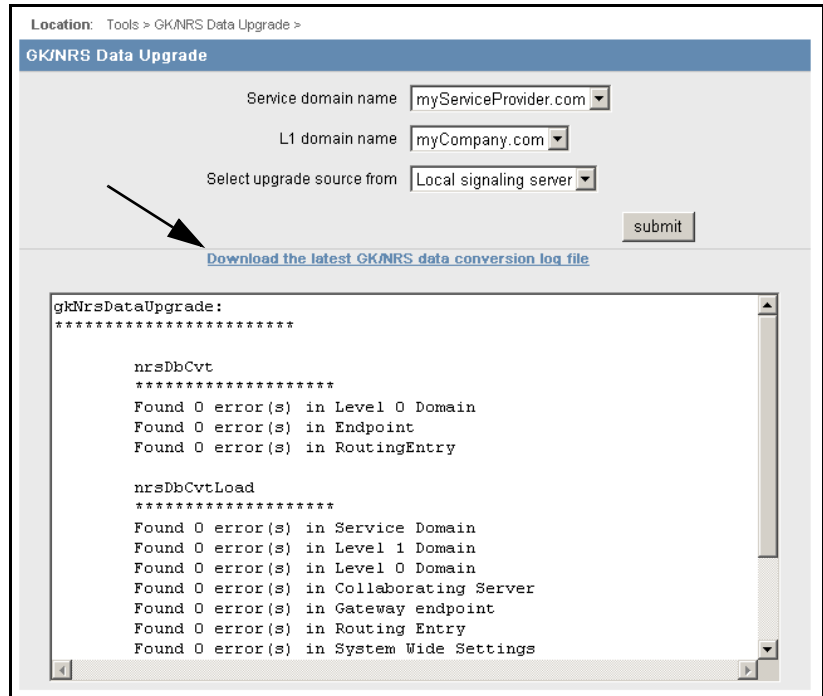 Location: Tools > GK/NRS Data Upgrade >
GK/NRS Data Upgrade
Service domain name myServiceProvider.com
L1 domain name myCompany.com
Select upgrade source from Local signaling server
submit
Download the latest GK/NRS data conversion log file
gkNrsDataUpgrade:
************************
nrsDbCvt
********************
Found 0 error(s) in Level 0 Domain
Found 0 error(s) in Endpoint
Found 0 error(s) in RoutingEntry
nrsDbCvtLoad
********************
Found 0 error(s) in Service Domain
Found 0 error(s) in Level 1 Domain
Found 0 error(s) in Level 0 Domain
Found 0 error(s) in Collaborating Server
Found 0 error(s) in Gateway endpoint
Found 0 error(s) in Routing Entry
Found 0 error(s) in System Wide Settings